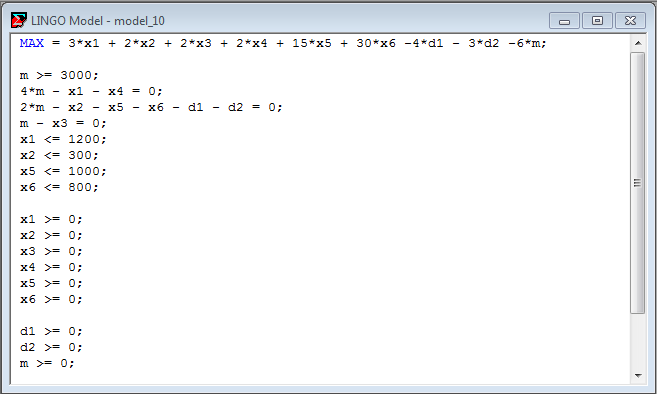 LINGO Model - model_10
MAX = 3*x1 + 2*x2 + 2*x3 + 2*x4 + 15*x5 + 30*x6 -4*d1 - 3*d2 -6*m;
m >= 3000;
4*m - x1 - x4 = 0;
2*m - x2 - x5 - x6 - d1 - d2 = 0;
m - x3 = 0;
x1 <= 1200;
x2 <= 300;
x5 <= 1000;
x6 <= 800;
x1 >= 0;
x2 >= 0;
x3 >= 0;
x4 >= 0;
x5 >= 0;
x6 >= 0;
d1 >= 0;
d2 >= 0;
m >= 0;